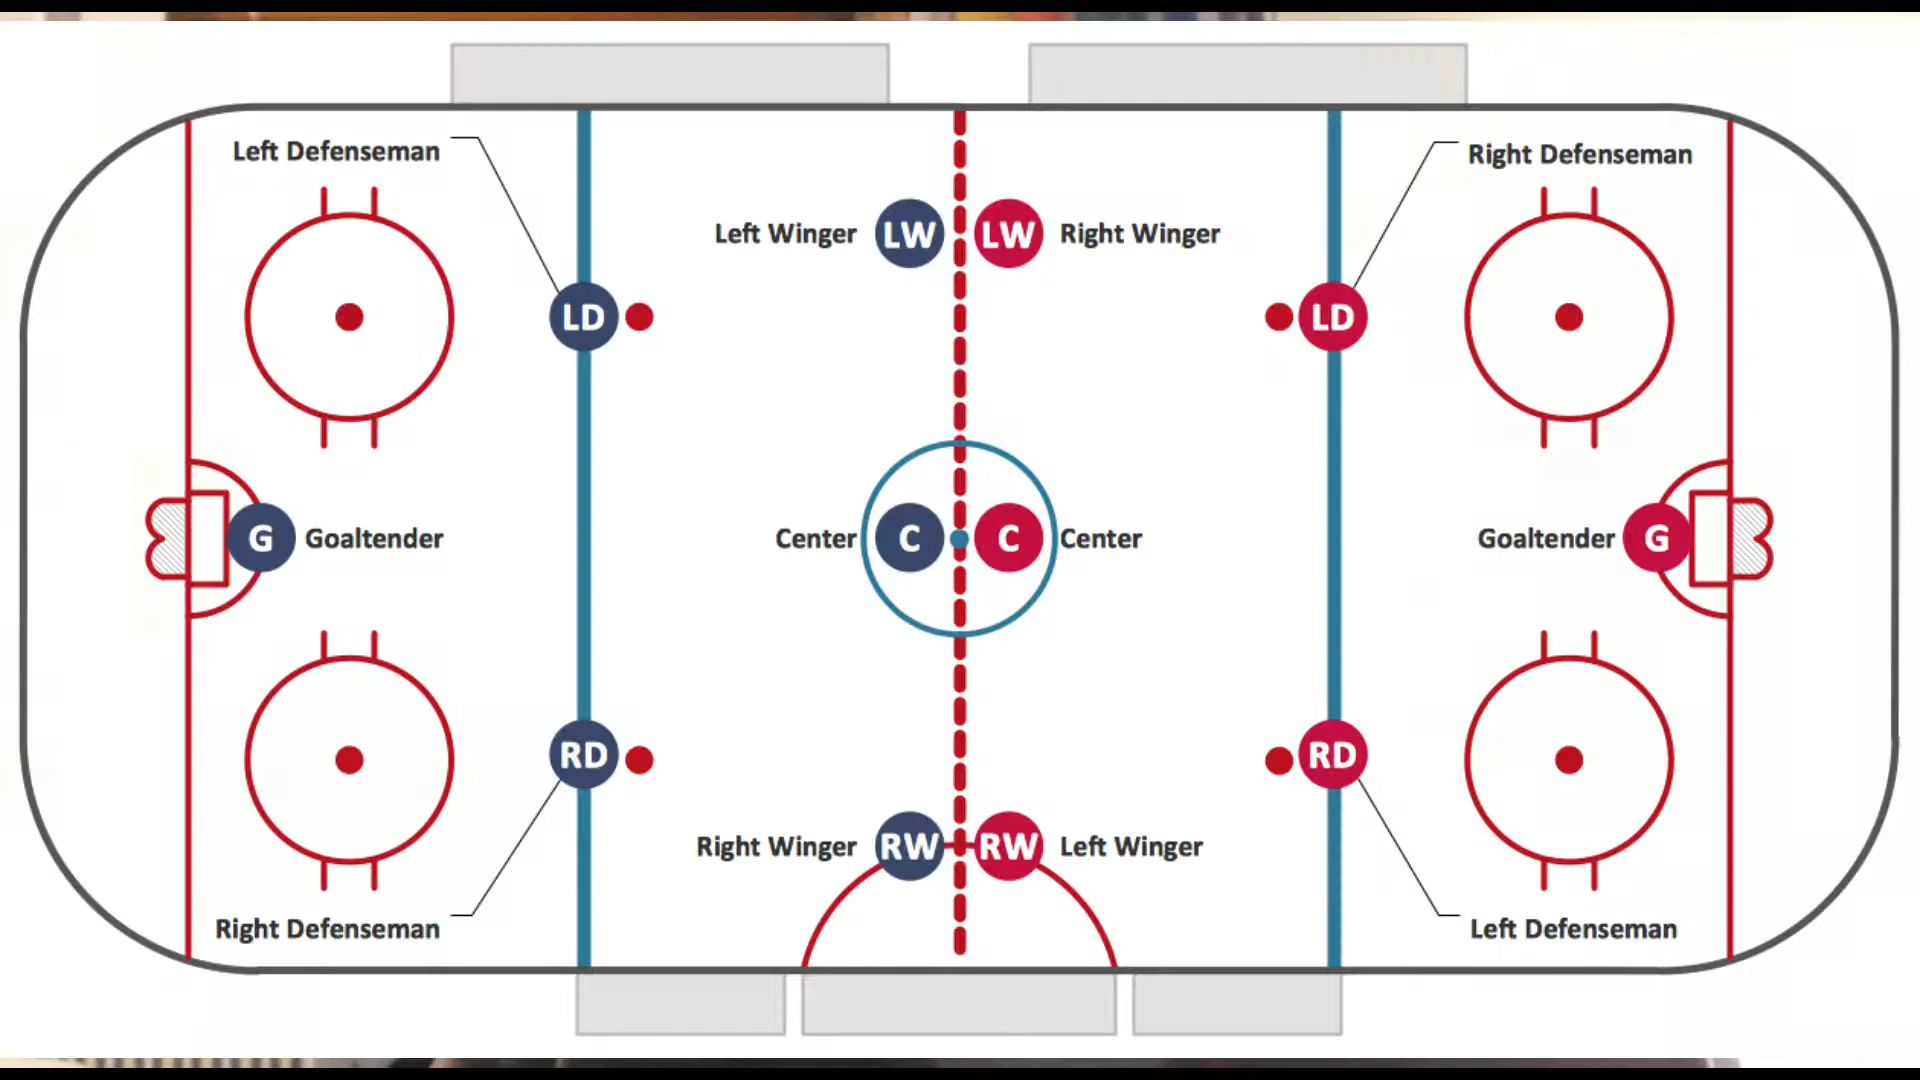 Left Defenseman
Right Defenseman
Left Winger LW LW Right Winger
LD LD
Goaltender G Center C C Center Goaltender G
RD RD
Right Winger RW RW Left Winger
Right Defenseman
Left Defenseman